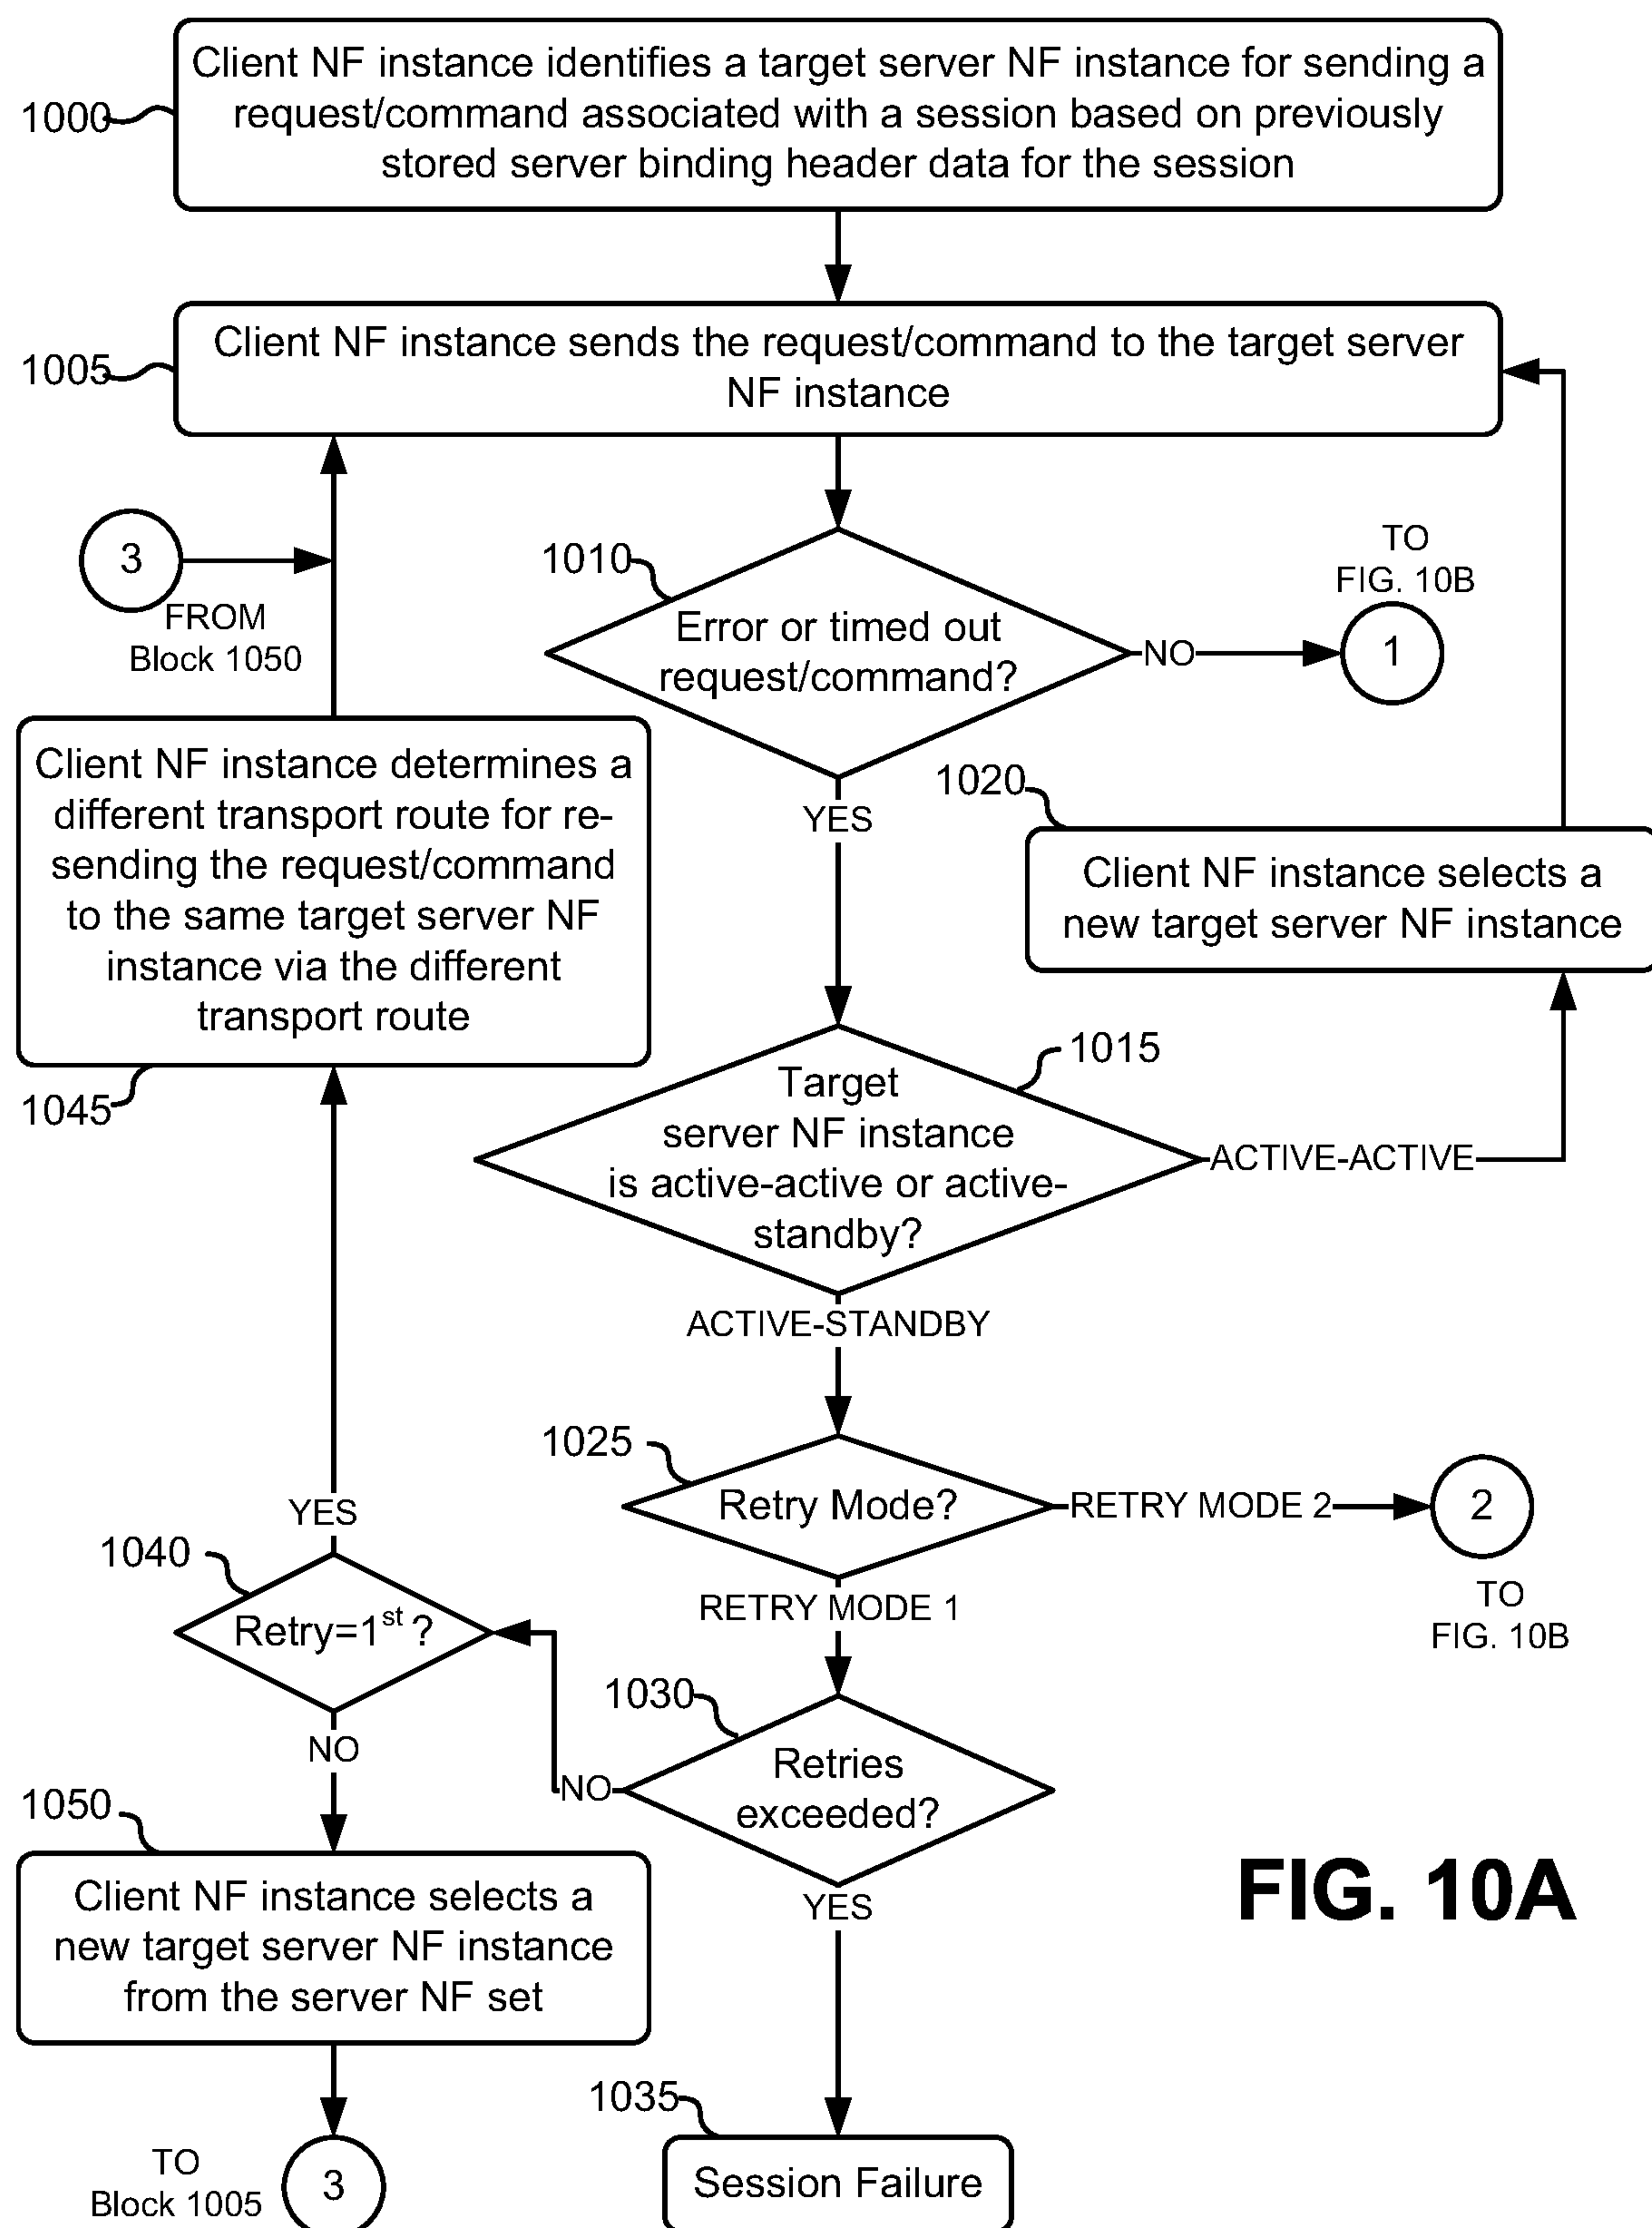 Client NF instance identifies a target server NF instance for sending a
request/command associated with a session based on previously
stored server binding header data for the session
1000
Client NF instance sends the request/command to the target server
NF instance
1005
3
FROM
Block 1050
1010
Error or timed out
request/command?
NO
TO
FIG. 10B
1
YES
Client NF instance determines a
different transport route for re-
sending the request/command
to the same target server NF
instance via the different
transport route
1045
1020
Client NF instance selects a
new target server NF instance
1015
Target
server NF instance
is active-active or active-
standby?
ACTIVE-ACTIVE
ACTIVE-STANDBY
1025
Retry Mode?
RETRY MODE 2
2
TO
FIG. 10B
RETRY MODE 1
YES
1040
Retry=1st ?
NO
1030
Retries
exceeded?
NO
YES
1050
Client NF instance selects a
new target server NF instance
from the server NF set
TO
Block 1005
3
1035
Session Failure
FIG. 10A